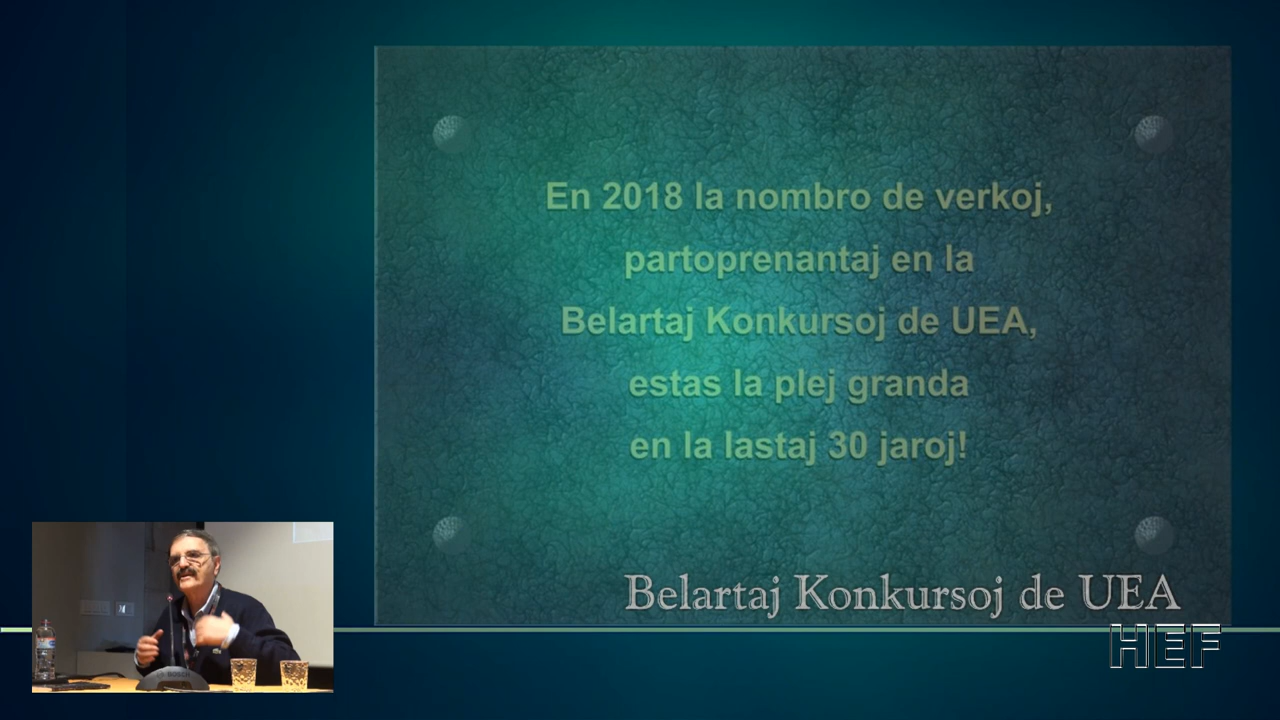 En 2018 la nombro de verkoj,
partoprenantaj en la
Belartaj Konkursoj de UEA,
estas la plej granda
en la lastaj 30 jaroj!
Belartaj Konkursoj de UEA
HEF
BOSCH